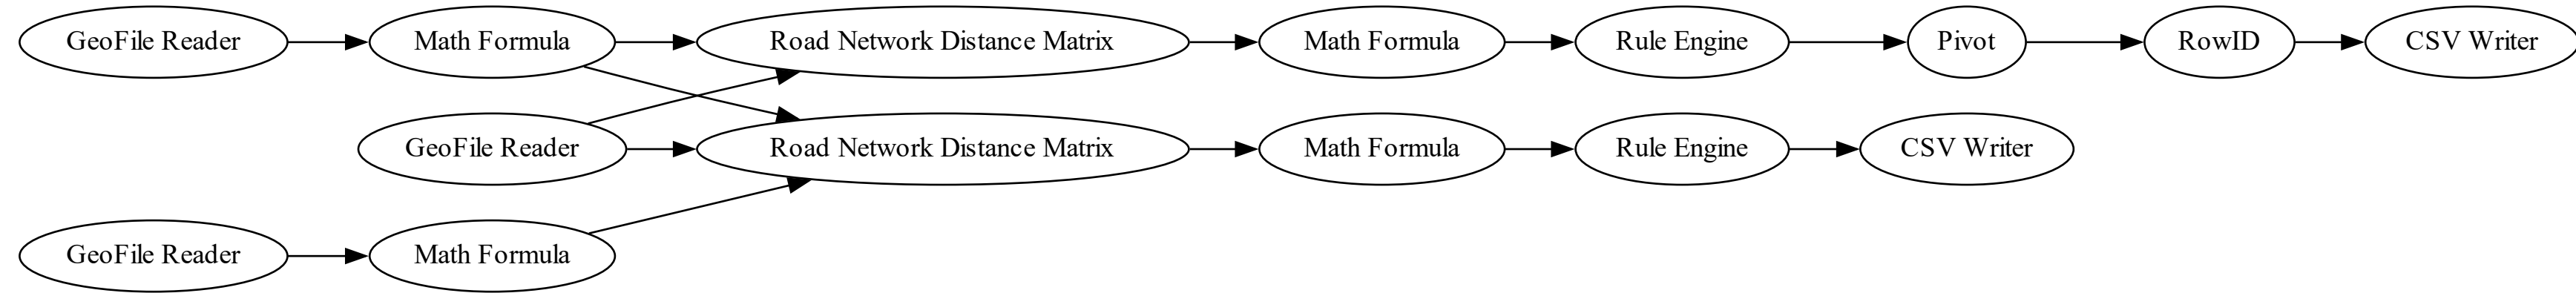 GeoFile Reader
Math Formula
Road Network Distance Matrix
Math Formula
Rule Engine
Pivot
RowID
CSV Writer
GeoFile Reader
Road Network Distance Matrix
Math Formula
Rule Engine
CSV Writer
GeoFile Reader
Math Formula